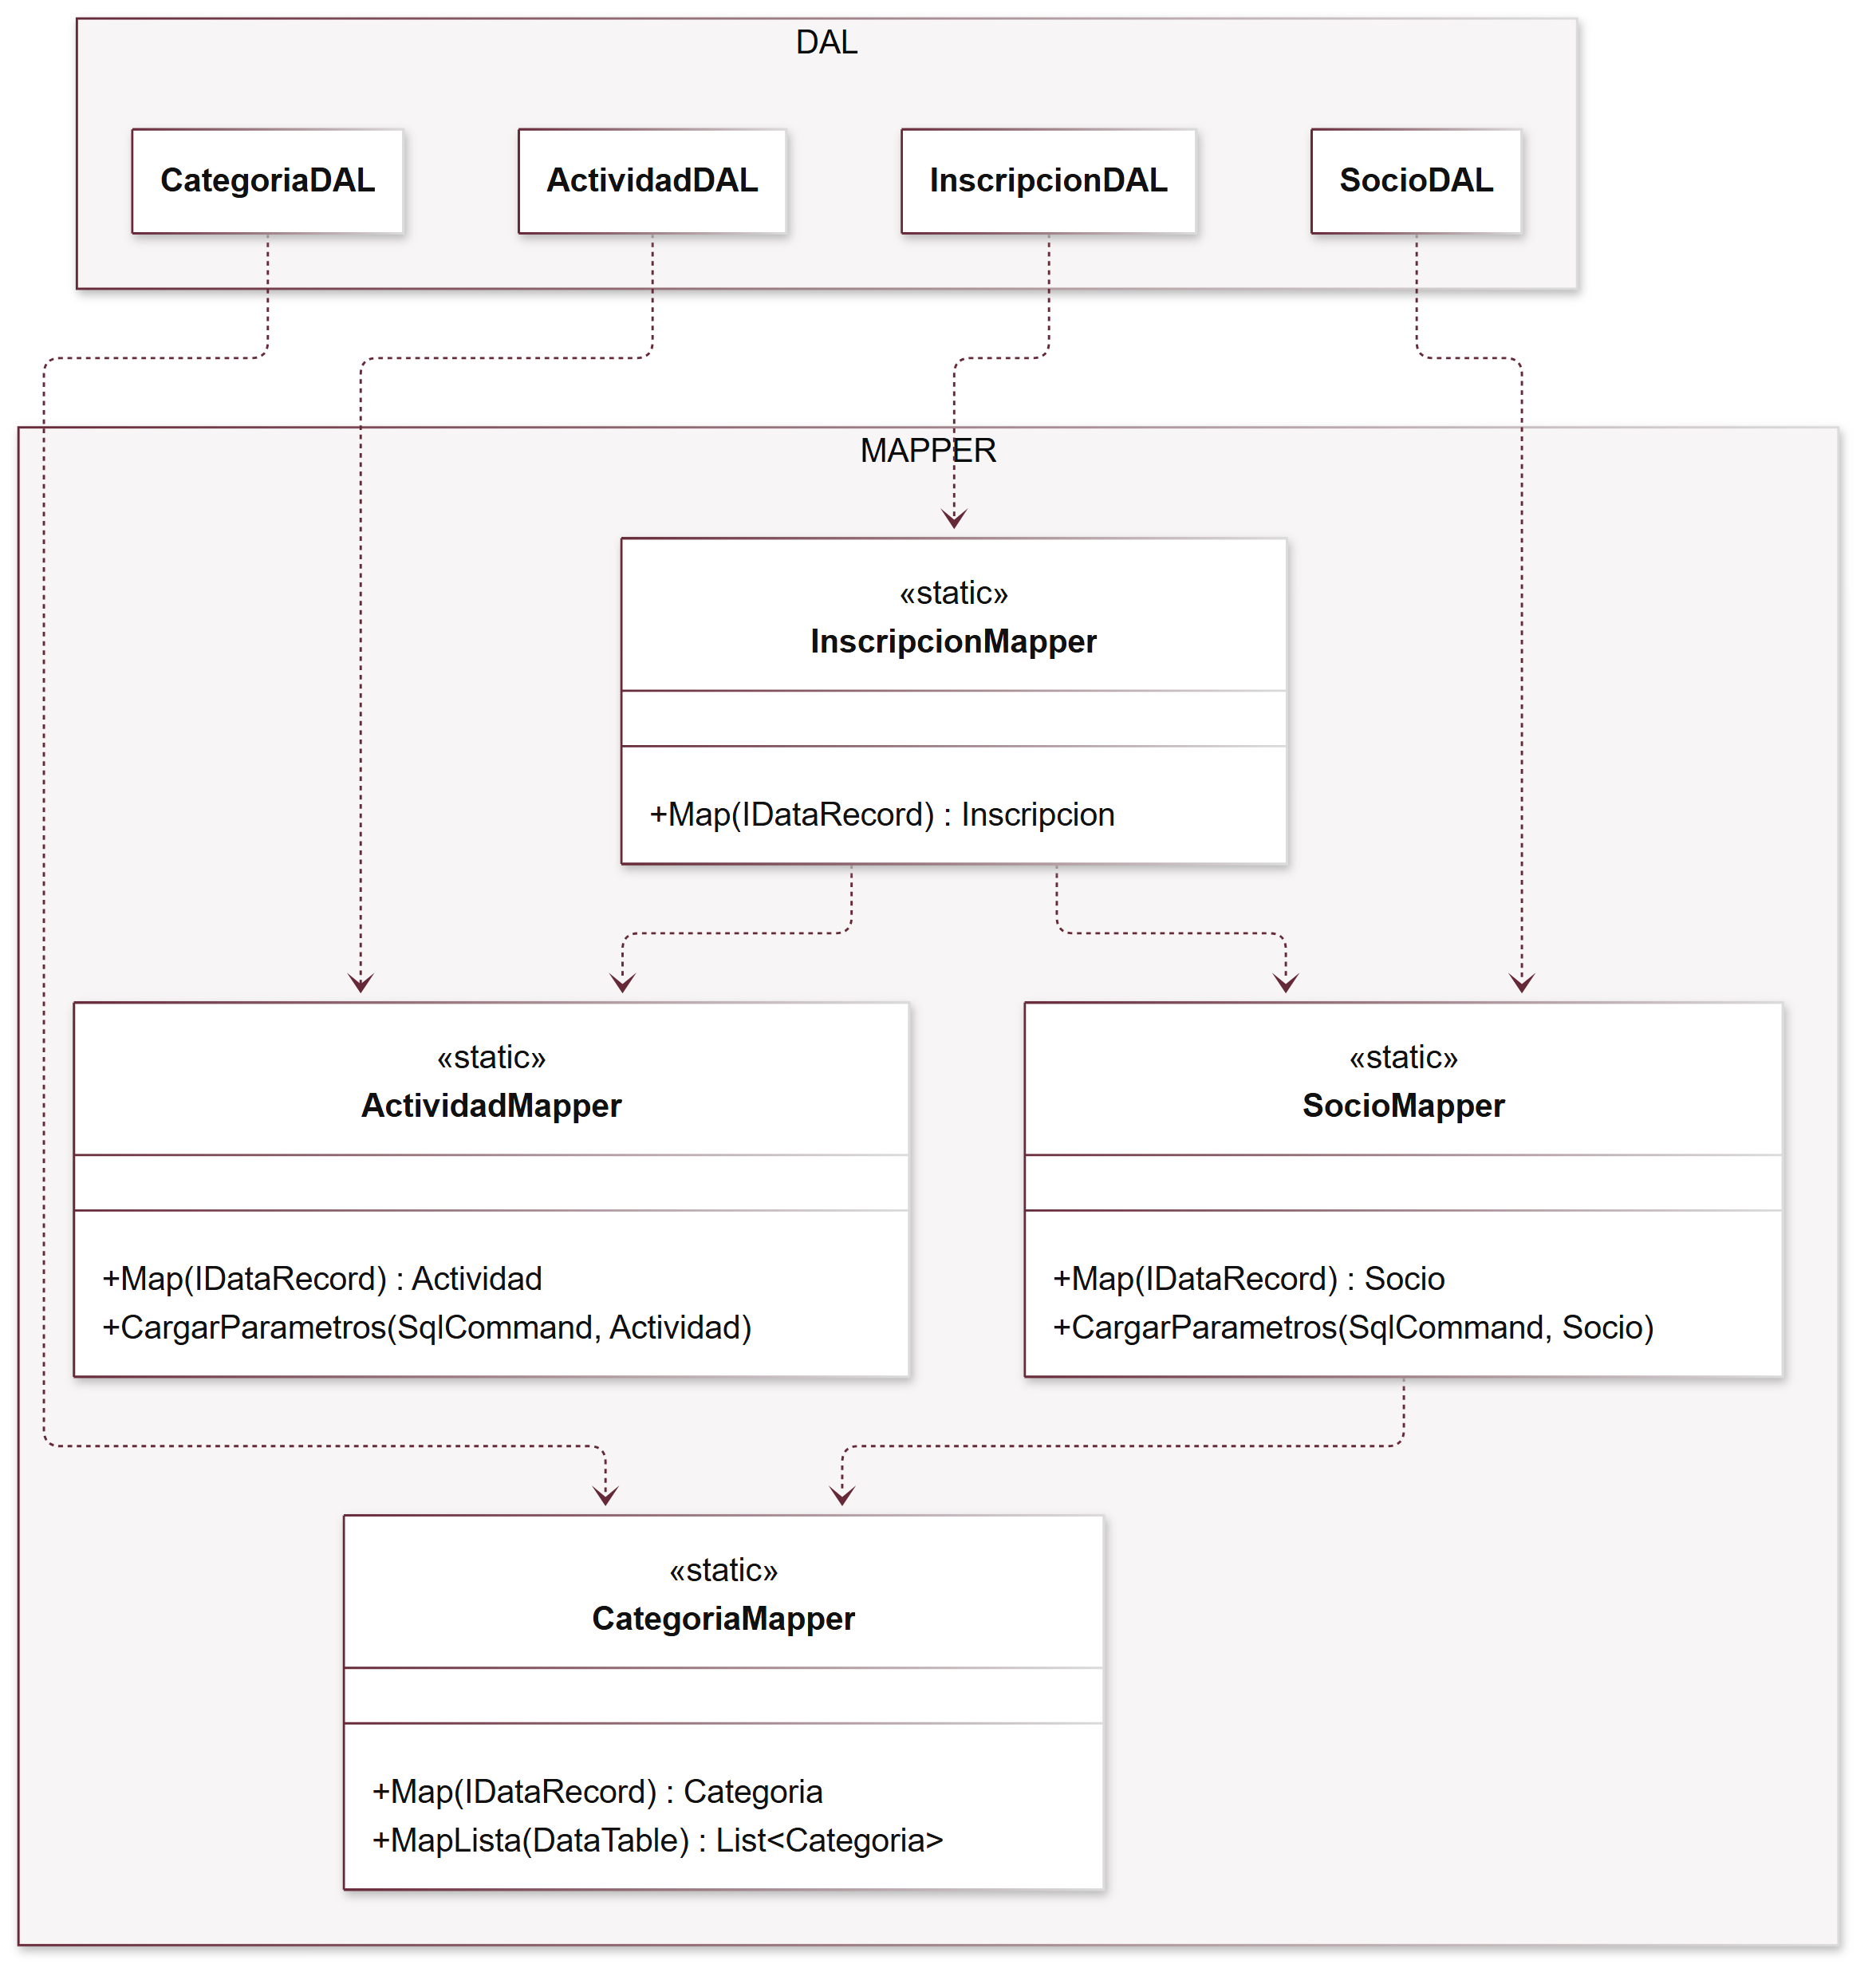 DAL
CategoriaDAL
ActividadDAL
InscripcionDAL
SocioDAL
MAPPER
«static»
InscripcionMapper
+Map(IDataRecord) : Inscripcion
«static»
ActividadMapper
+Map(IDataRecord) : Actividad
+CargarParametros(SqlCommand, Actividad)
«static»
SocioMapper
+Map(IDataRecord) : Socio
+CargarParametros(SqlCommand, Socio)
«static»
CategoriaMapper
+Map(IDataRecord) : Categoria
+MapLista(DataTable) : List<Categoria>